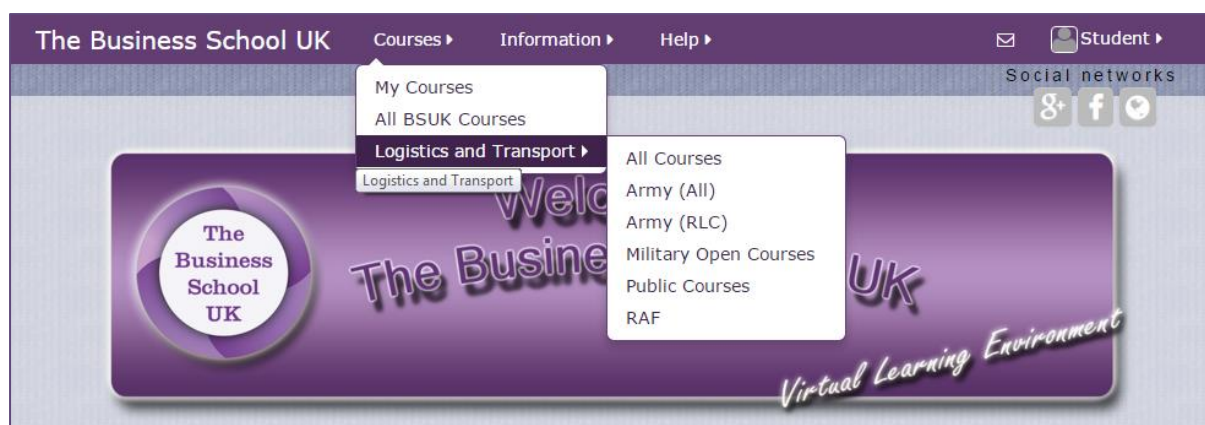 The Business School UK Courses Information Help Student
Social networks
My Courses
All BSUK Courses
Logistics and Transport
Logistics and Transport
All Courses
Army (All)
Army (RLC)
Military Open Courses
Public Courses
RAF
The
Business
School
UK
The UK
Virtual Learning Environment